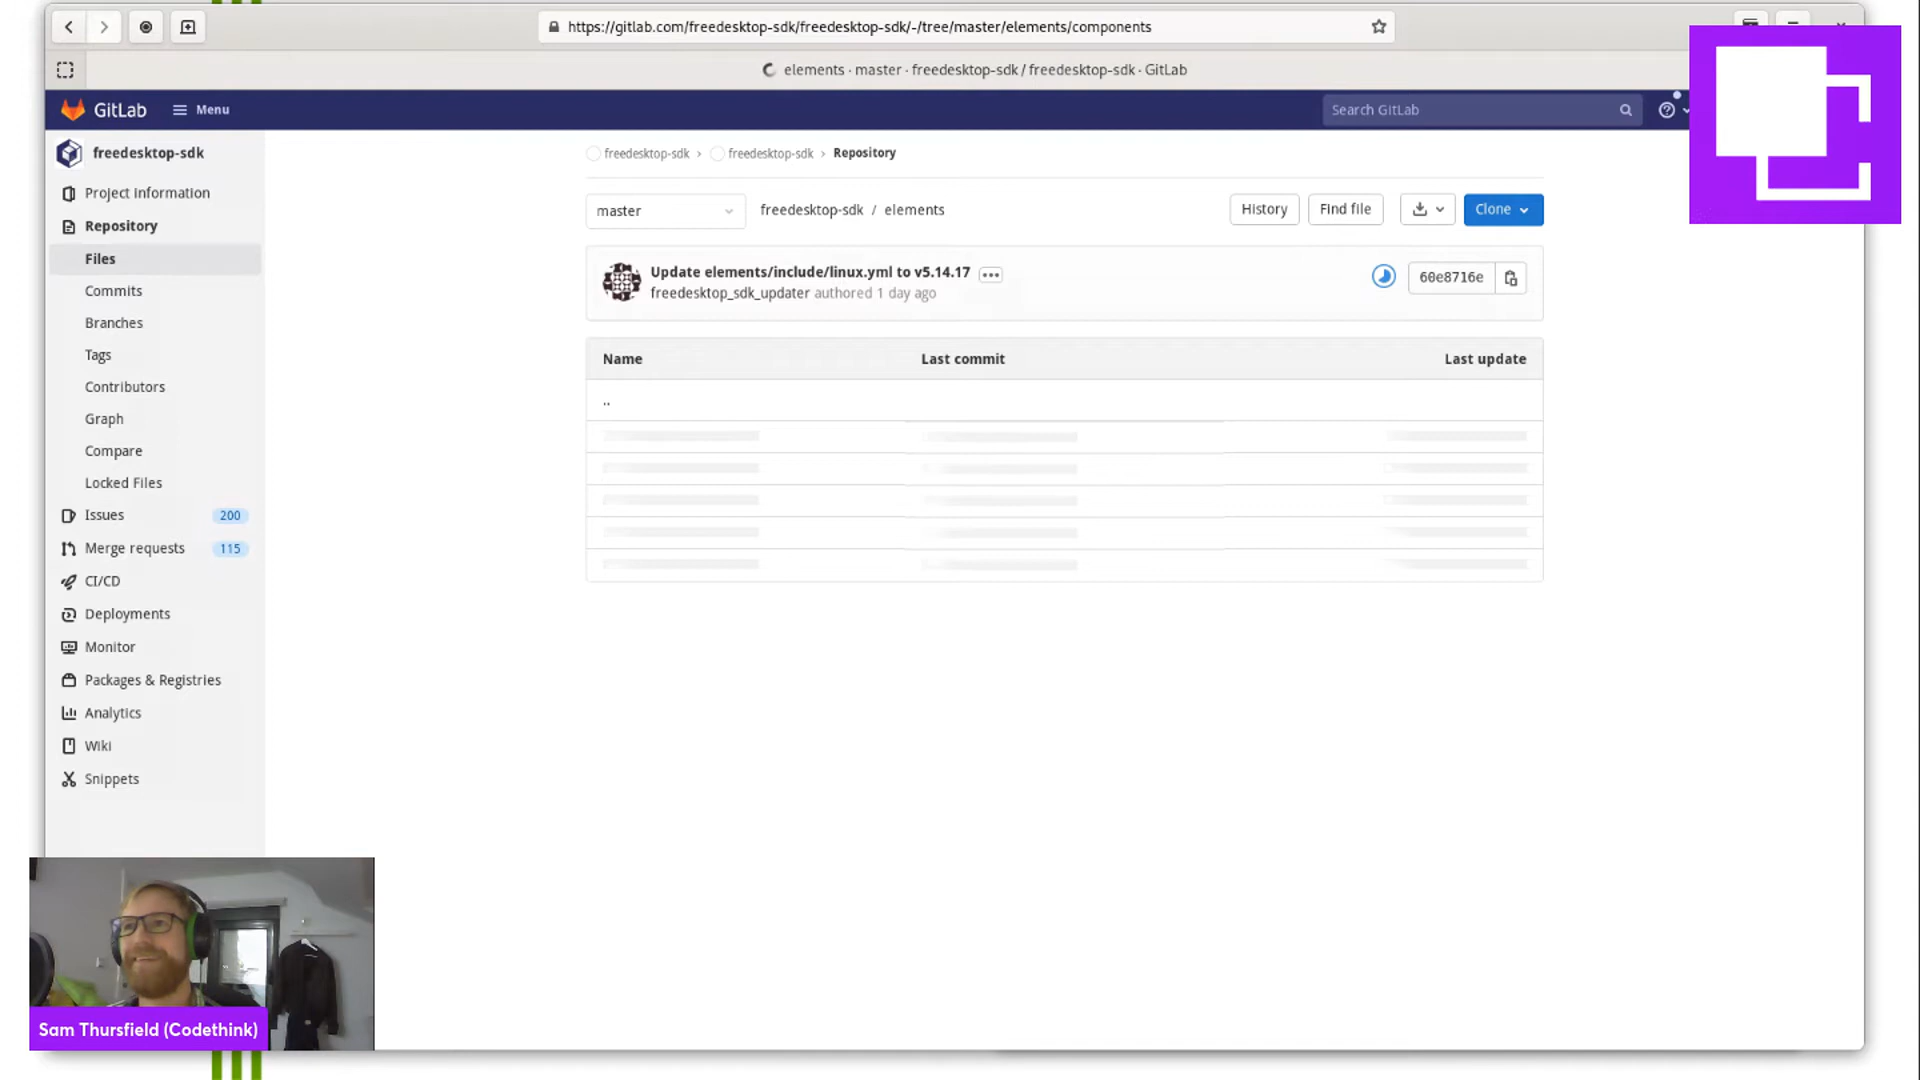 https://gitlab.com/freedesktop-sdk/freedesktop-sdk/-/tree/master/elements/components
elements · master · freedesktop-sdk / freedesktop-sdk · GitLab
GitLab
Menu
Search GitLab
freedesktop-sdk
Project information
Repository
Files
Commits
Branches
Tags
Contributors
Graph
Compare
Locked Files
Issues 200
Merge requests 115
CI/CD
Deployments
Monitor
Packages & Registries
Analytics
Wiki
Snippets
freedesktop-sdk › freedesktop-sdk › Repository
master
freedesktop-sdk / elements
History
Find file
Clone
Update elements/include/linux.yml to v5.14.17
freedesktop_sdk_updater authored 1 day ago
60e8716e
Name Last commit Last update
..
Sam Thursfield (Codethink)